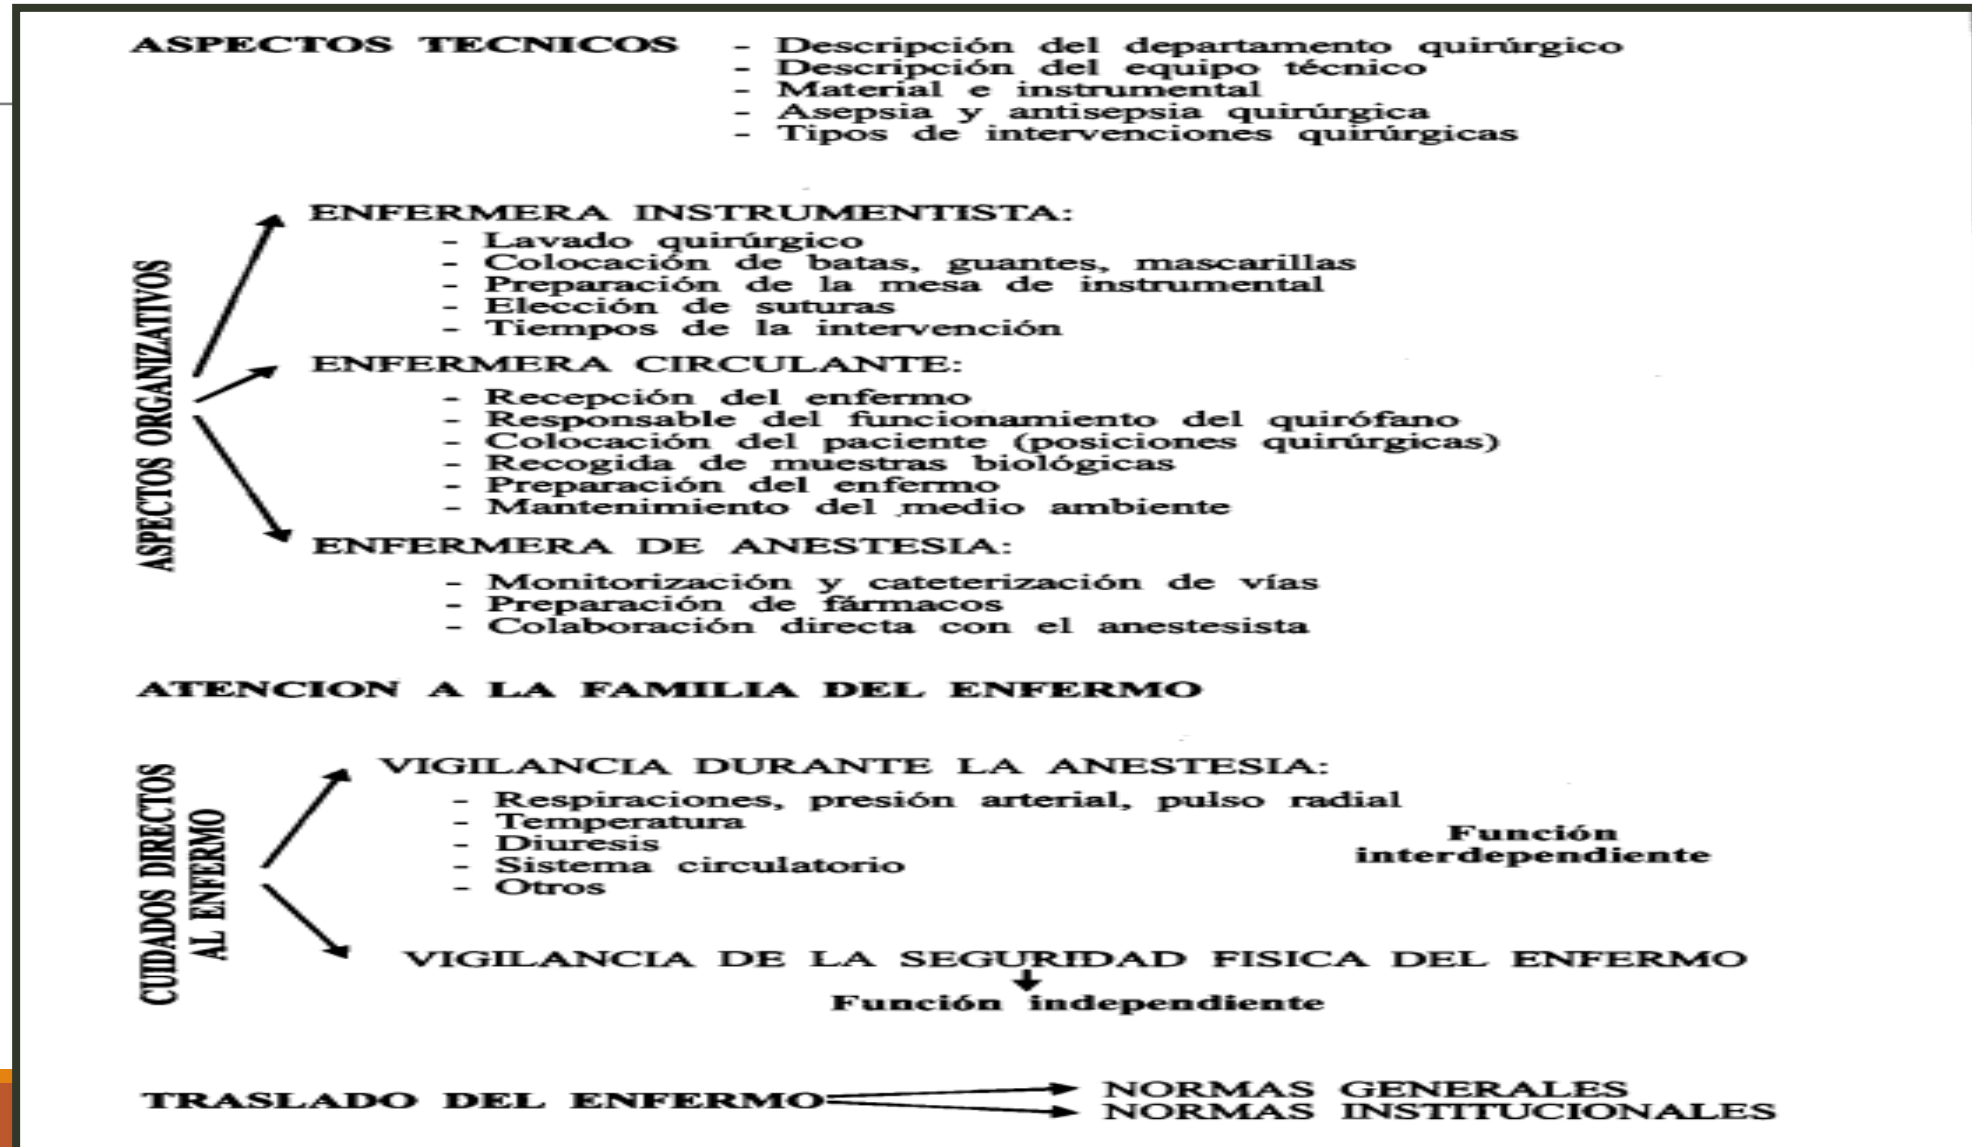 ASPECTOS TECNICOS - Descripción del departamento quirúrgico
- Descripción del equipo técnico
- Material e instrumental
- Asepsia y antisepsia quirúrgica
- Tipos de intervenciones quirúrgicas
ASPECTOS ORGANIZATIVOS
ENFERMERA INSTRUMENTISTA:
- Lavado quirúrgico
- Colocación de batas, guantes, mascarillas
- Preparación de la mesa de instrumental
- Elección de suturas
- Tiempos de la intervención
ENFERMERA CIRCULANTE:
- Recepción del enfermo
- Responsable del funcionamiento del quirófano
- Colocación del paciente (posiciones quirúrgicas)
- Recogida de muestras biológicas
- Preparación del enfermo
- Mantenimiento del medio ambiente
ENFERMERA DE ANESTESIA:
- Monitorización y cateterización de vías
- Preparación de fármacos
- Colaboración directa con el anestesista
ATENCION A LA FAMILIA DEL ENFERMO
CUIDADOS DIRECTOS
AL ENFERMO
VIGILANCIA DURANTE LA ANESTESIA:
- Respiraciones, presión arterial, pulso radial
- Temperatura
- Diuresis
- Sistema circulatorio
- Otros
Función
interdependiente
VIGILANCIA DE LA SEGURIDAD FISICA DEL ENFERMO
Función independiente
TRASLADO DEL ENFERMO
NORMAS GENERALES
NORMAS INSTITUCIONALES